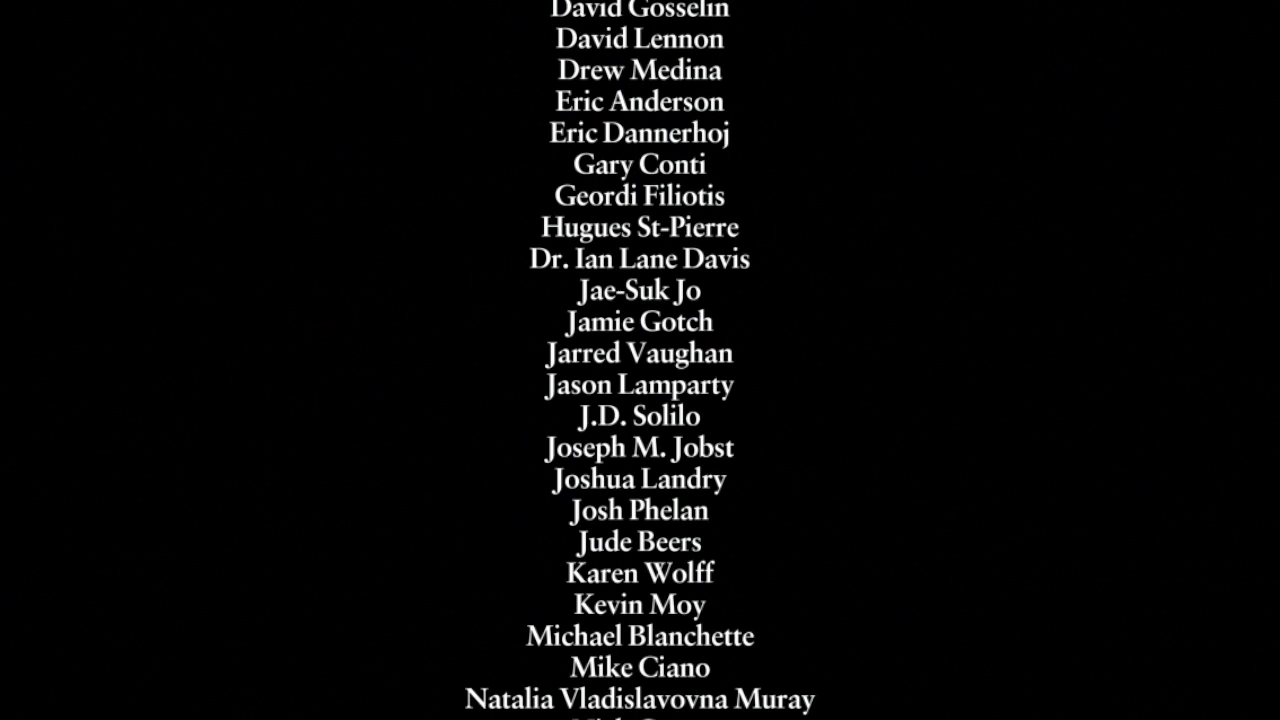 David Gosselin
David Lennon
Drew Medina
Eric Anderson
Eric Dannerhoj
Gary Conti
Geordi Filiotis
Hugues St-Pierre
Dr. Ian Lane Davis
Jae-Suk Jo
Jamie Gotch
Jarred Vaughan
Jason Lamparty
J.D. Solilo
Joseph M. Jobst
Joshua Landry
Josh Phelan
Jude Beers
Karen Wolff
Kevin Moy
Michael Blanchette
Mike Ciano
Natalia Vladislavovna Muray